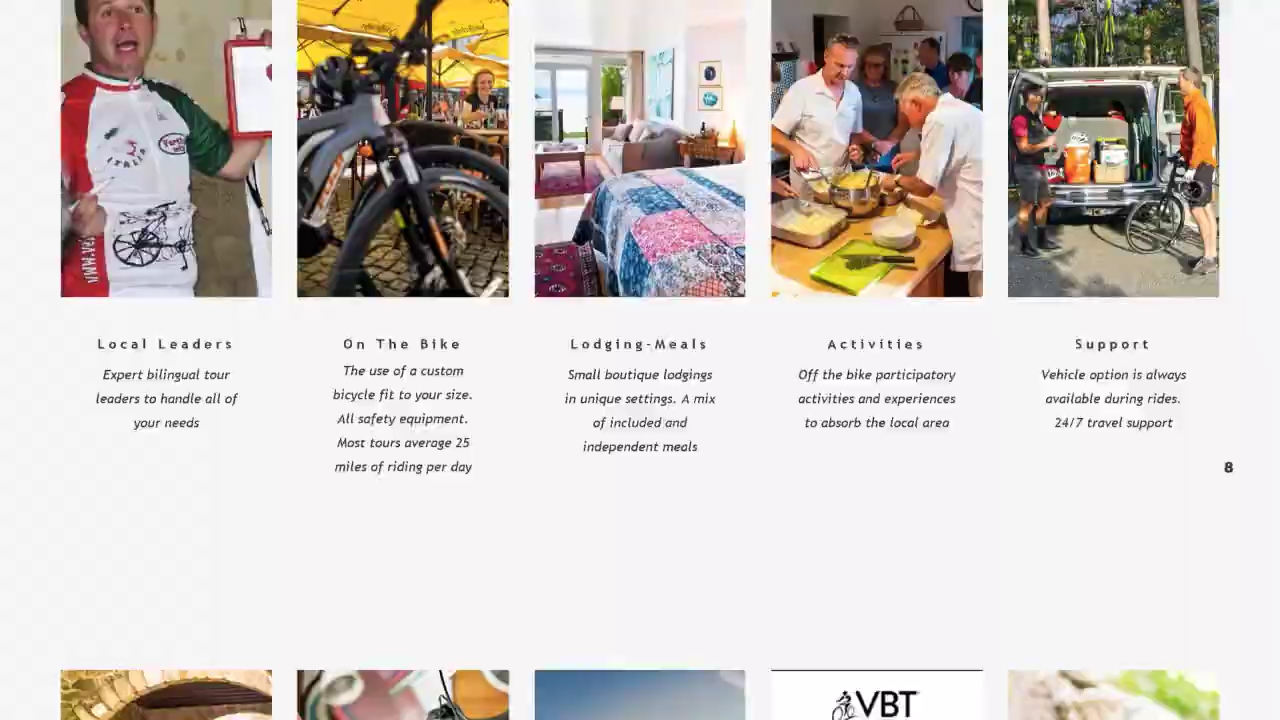 ITALIA
Local Leaders
Expert bilingual tour
leaders to handle all of
your needs
On The Bike
The use of a custom
bicycle fit to your size.
All safety equipment.
Most tours average 25
miles of riding per day
Lodging-Meals
Small boutique lodgings
in unique settings. A mix
of included and
independent meals
Activities
Off the bike participatory
activities and experiences
to absorb the local area
Support
Vehicle option is always
available during rides.
24/7 travel support
8
VBT